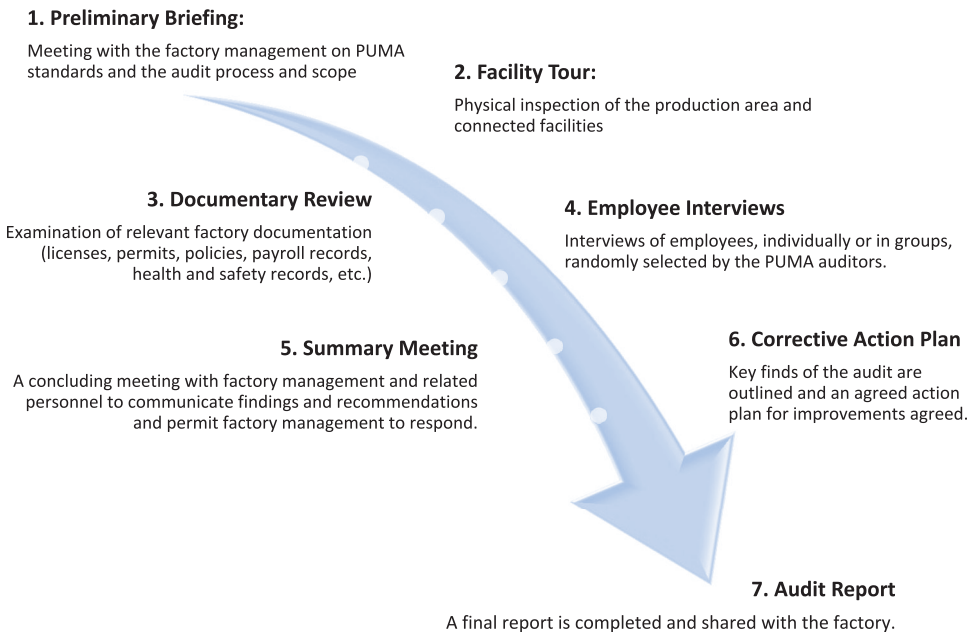 1. Preliminary Briefing:
Meeting with the factory management on PUMA
standards and the audit process and scope
2. Facility Tour:
Physical inspection of the production area and
connected facilities
3. Documentary Review
Examination of relevant factory documentation
(licenses, permits, policies, payroll records,
health and safety records, etc.)
4. Employee Interviews
Interviews of employees, individually or in groups,
randomly selected by the PUMA auditors.
5. Summary Meeting
A concluding meeting with factory management and related
personnel to communicate findings and recommendations
and permit factory management to respond.
6. Corrective Action Plan
Key finds of the audit are
outlined and an agreed action
plan for improvements agreed.
7. Audit Report
A final report is completed and shared with the factory.